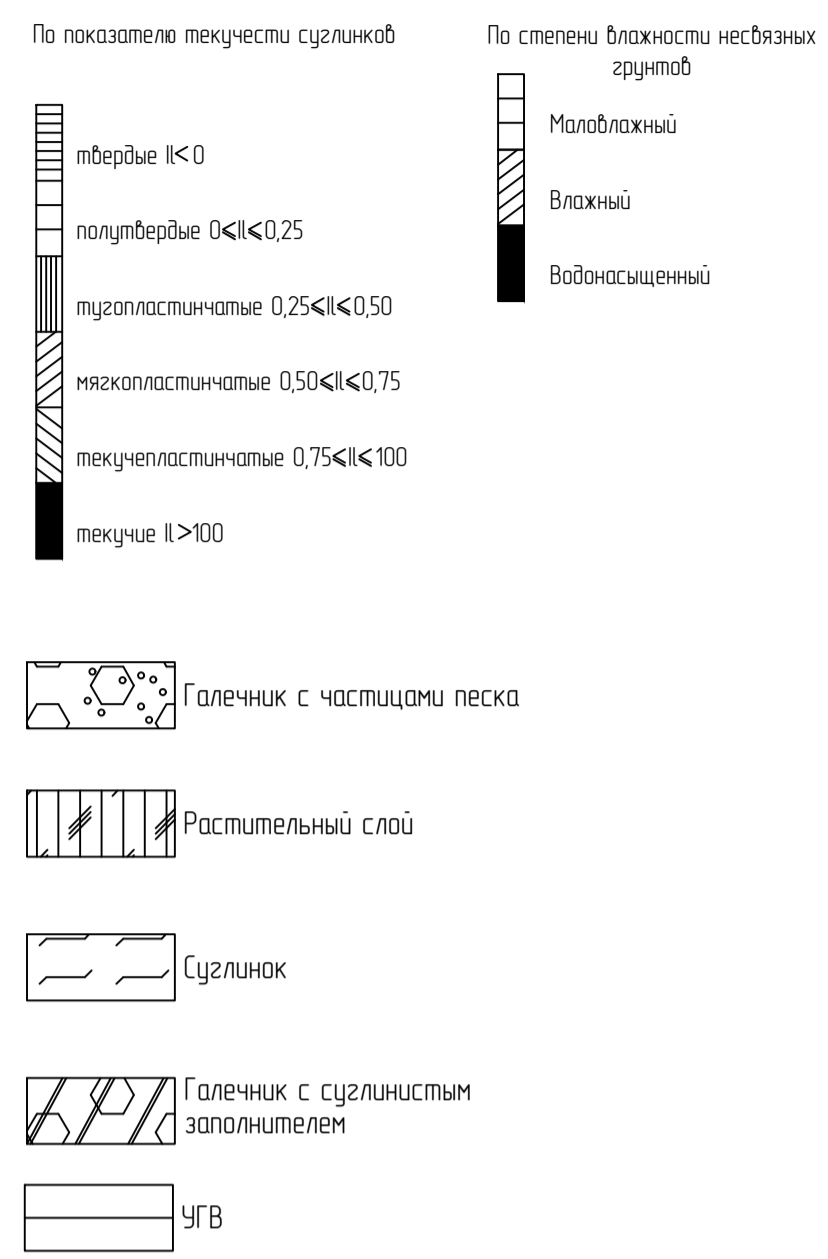 По показателю текучести суглинков
твердые Il<0
полутвердые 0⩽Il⩽0,25
тугопластинчатые 0,25⩽Il⩽0,50
мягкопластинчатые 0,50⩽Il⩽0,75
текучепластинчатые 0,75⩽Il⩽100
текучие Il>100
По степени влажности несвязных
грунтов
Маловлажный
Влажный
Водонасыщенный
Галечник с частицами песка
Растительный слой
Суглинок
Галечник с суглинистым
заполнителем
УГВ